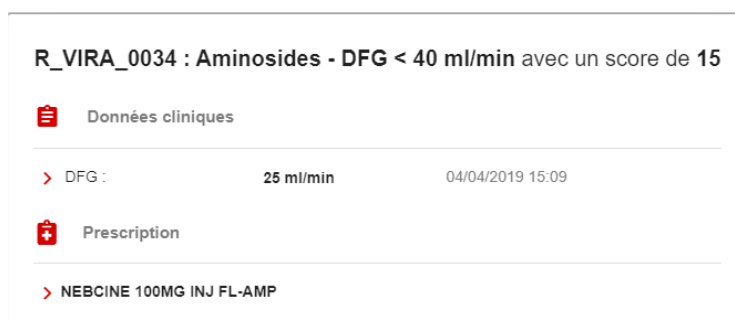 R_VIRA_0034 : Aminosides - DFG < 40 ml/min avec un score de 15
Données cliniques
DFG : 25 ml/min 04/04/2019 15:09
Prescription
NEBCINE 100MG INJ FL-AMP